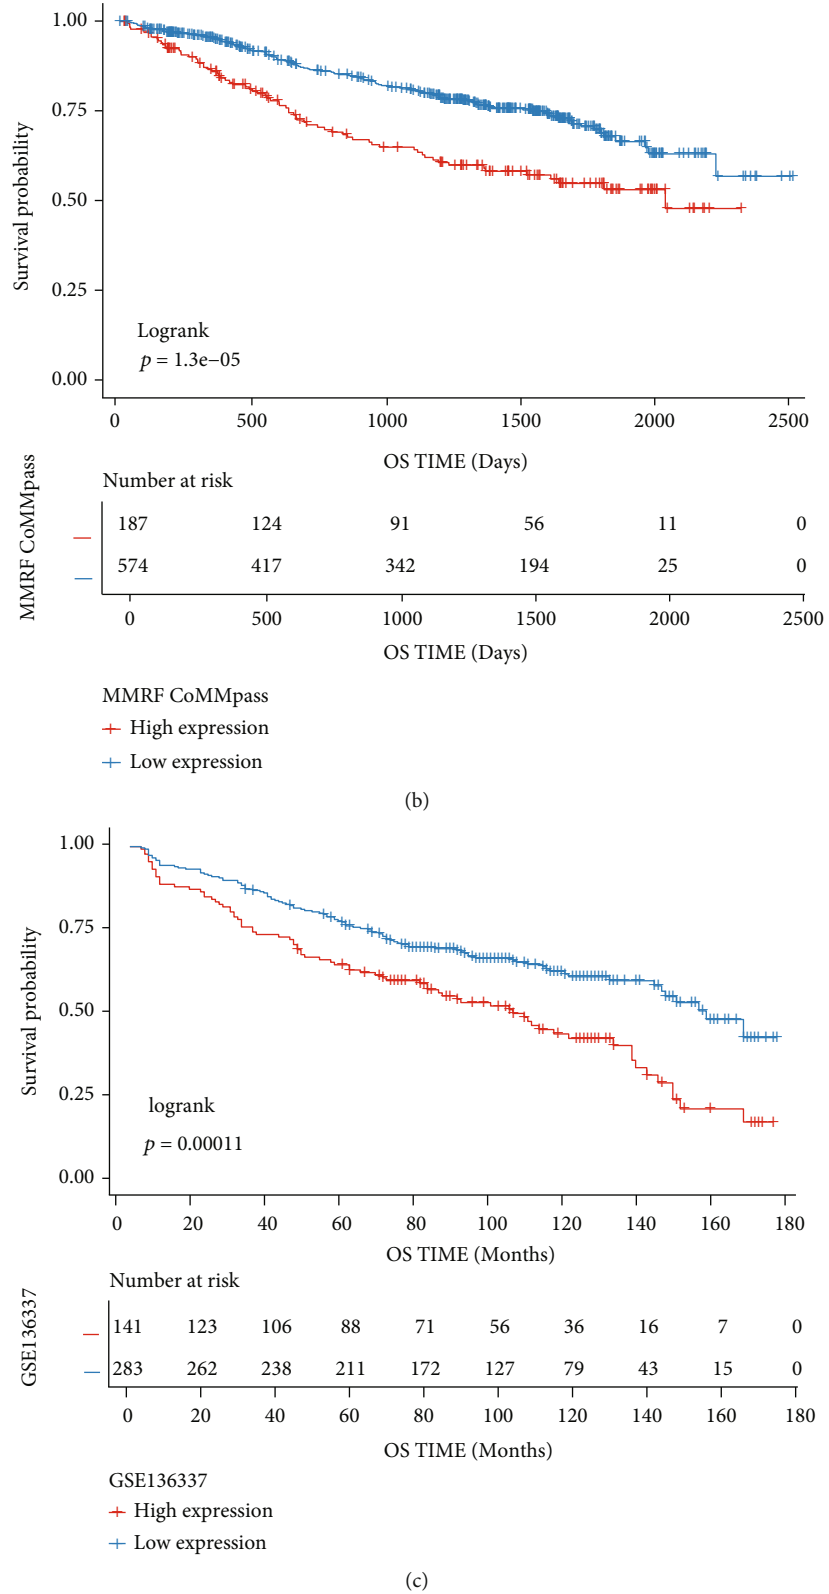 1.00
0.75
0.50
0.25
0.00
Survival probability
Logrank
p = 1.3e−05
0 500 1000 1500 2000 2500
OS TIME (Days)
Number at risk
MMRF CoMMpass
187 124 91 56 11 0
574 417 342 194 25 0
0 500 1000 1500 2000 2500
OS TIME (Days)
MMRF CoMMpass
High expression
Low expression
(b)
1.00
0.75
0.50
0.25
0.00
Survival probability
logrank
p = 0.00011
0 20 40 60 80 100 120 140 160 180
OS TIME (Months)
Number at risk
GSE136337
141 123 106 88 71 56 36 16 7 0
283 262 238 211 172 127 79 43 15 0
0 20 40 60 80 100 120 140 160 180
OS TIME (Months)
GSE136337
High expression
Low expression
(c)